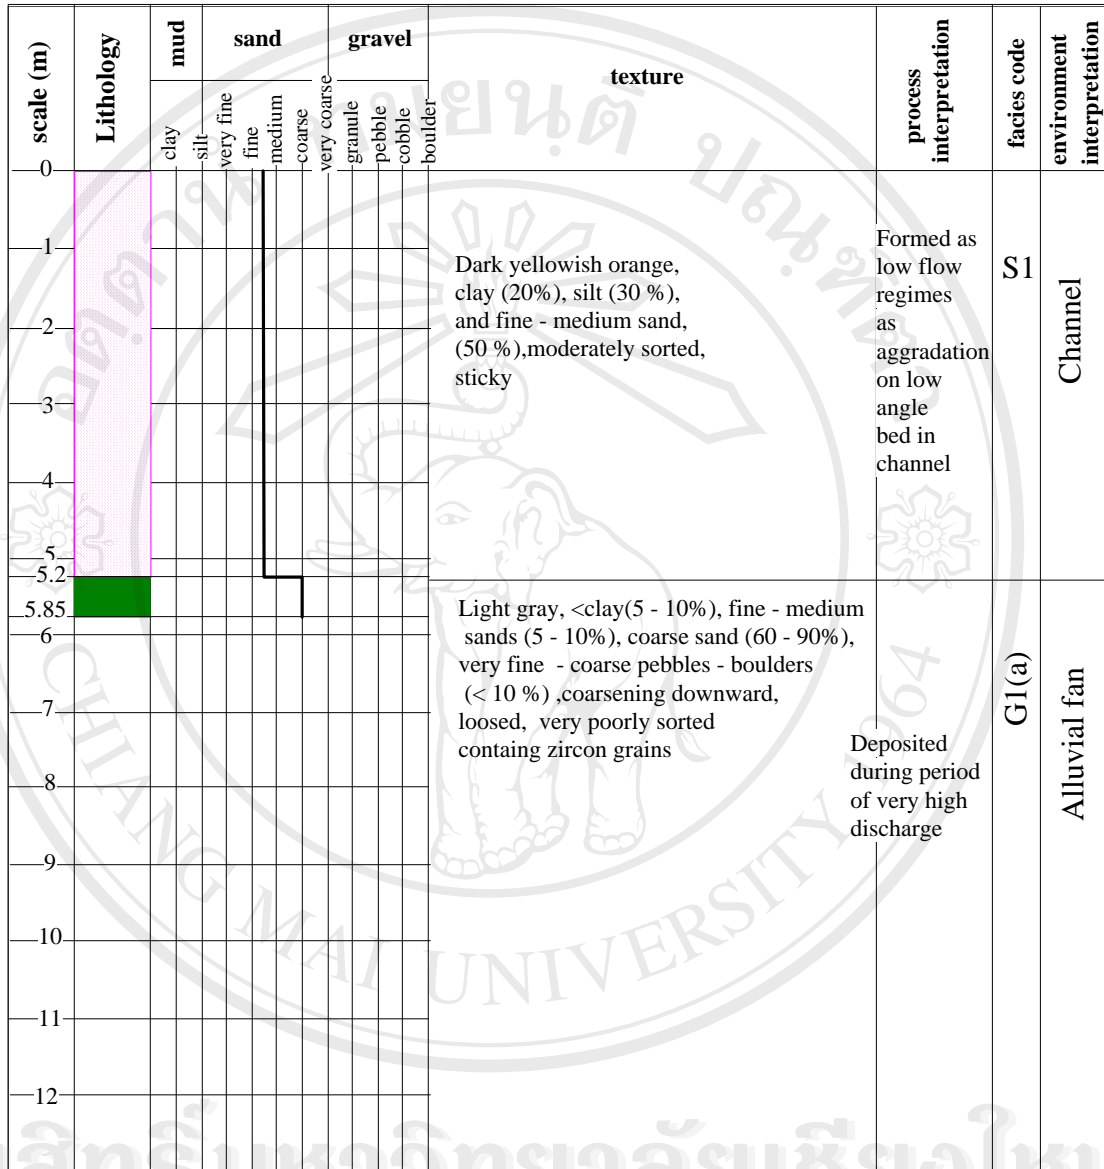 scale (m)
Lithology
mud
sand
gravel
clay
silt
very fine
fine
medium
coarse
very coarse
granule
pebble
cobble
boulder
texture
process
interpretation
facies code
environment
interpretation
0
1
2
3
4
5
5.2
5.85
6
7
8
9
10
11
12
Dark yellowish orange,
clay (20%), silt (30 %),
and fine - medium sand,
(50 %),moderately sorted,
sticky
Formed as
low flow
regimes
as
aggradation
on low
angle
bed in
channel
S1
Channel
Light gray, <clay(5 - 10%), fine - medium
sands (5 - 10%), coarse sand (60 - 90%),
very fine - coarse pebbles - boulders
(< 10 %) ,coarsening downward,
loosed, very poorly sorted
containg zircon grains
Deposited
during period
of very high
discharge
G1(a)
Alluvial fan
CHIANG MAI UNIVERSITY 1964